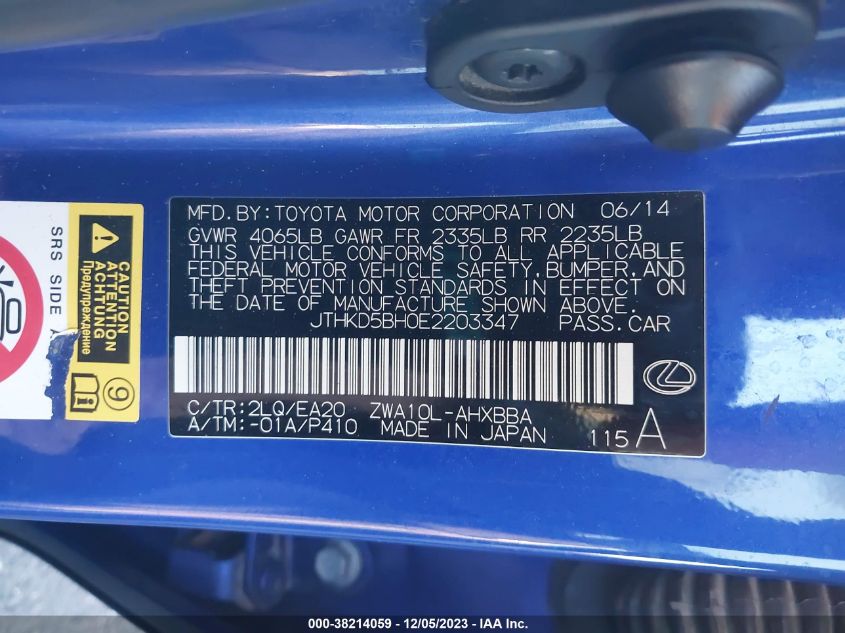 MFD.BY:TOYOTA MOTOR CORPORATION 06/14
GVWR 4065LB GAWR FR 2335LB RR 2235LB
THIS VEHICLE CONFORMS TO ALL APPLICABLE
FEDERAL MOTOR VEHICLE SAFETY,BUMPER,AND
THEFT PREVENTION STANDARDS IN EFFECT ON
THE DATE OF MANUFACTURE SHOWN ABOVE.
JTHKD5BH0E2203347 PASS.CAR
C/TR:2LQ/EA20 ZWA10L-AHXBBA
A/TM:-01A/P410 MADE IN JAPAN 115 A
SRS SIDE
CAUTION
ATTENTION
ACHTUNG
Предупреждение
9
000-38214059 - 12/05/2023 - IAA Inc.